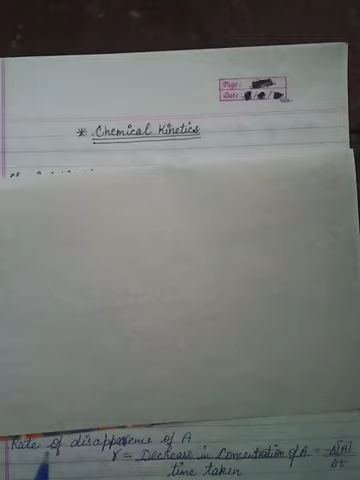 Page:
Date:
* Chemical Kinetics
Rate of disappearence of A
r = Decrease in Concentration of A = -Δ[A]
time taken Δt